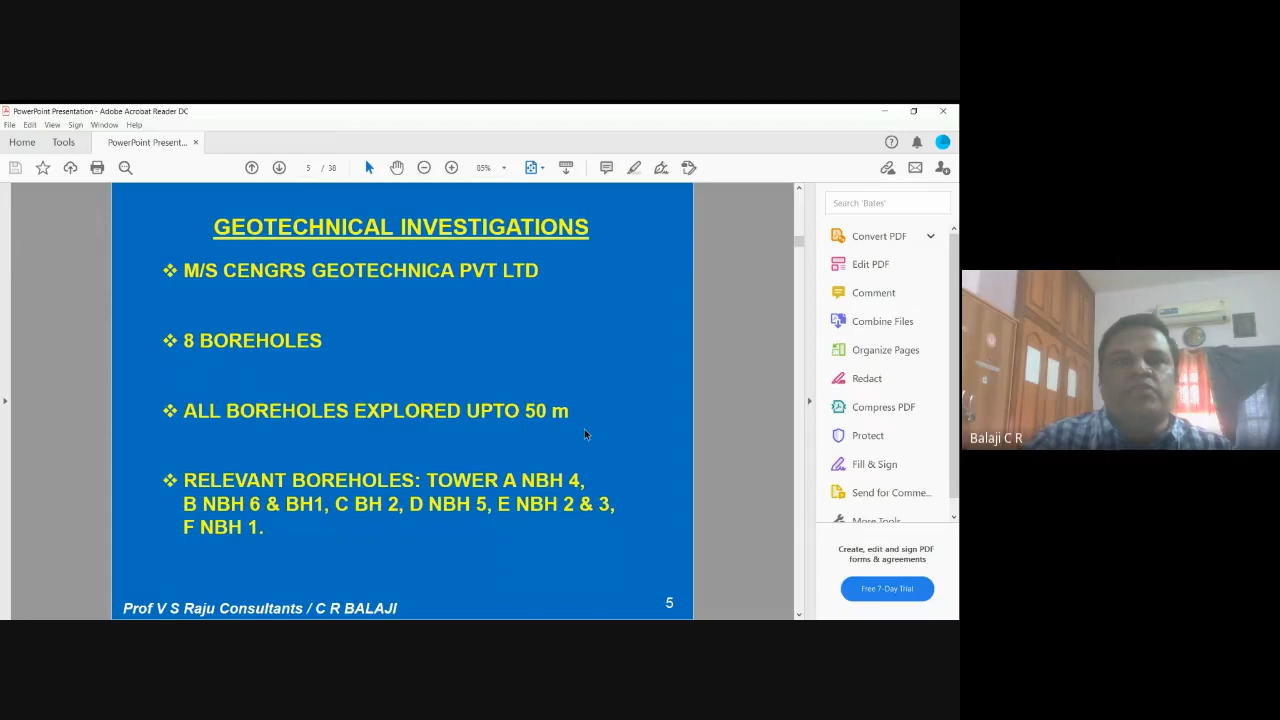 PowerPoint Presentation - Adobe Acrobat Reader DC
File Edit View Sign Window Help
Home Tools PowerPoint Present... ×
5 / 38 85%
GEOTECHNICAL INVESTIGATIONS
❖ M/S CENGRS GEOTECHNICA PVT LTD
❖ 8 BOREHOLES
❖ ALL BOREHOLES EXPLORED UPTO 50 m
❖ RELEVANT BOREHOLES: TOWER A NBH 4,
B NBH 6 & BH1, C BH 2, D NBH 5, E NBH 2 & 3,
F NBH 1.
Prof V S Raju Consultants / C R BALAJI 5
Search 'Bates'
Convert PDF
Edit PDF
Comment
Combine Files
Organize Pages
Redact
Compress PDF
Protect
Fill & Sign
Send for Comme...
More Tools
Create, edit and sign PDF
forms & agreements
Free 7-Day Trial
Balaji C R